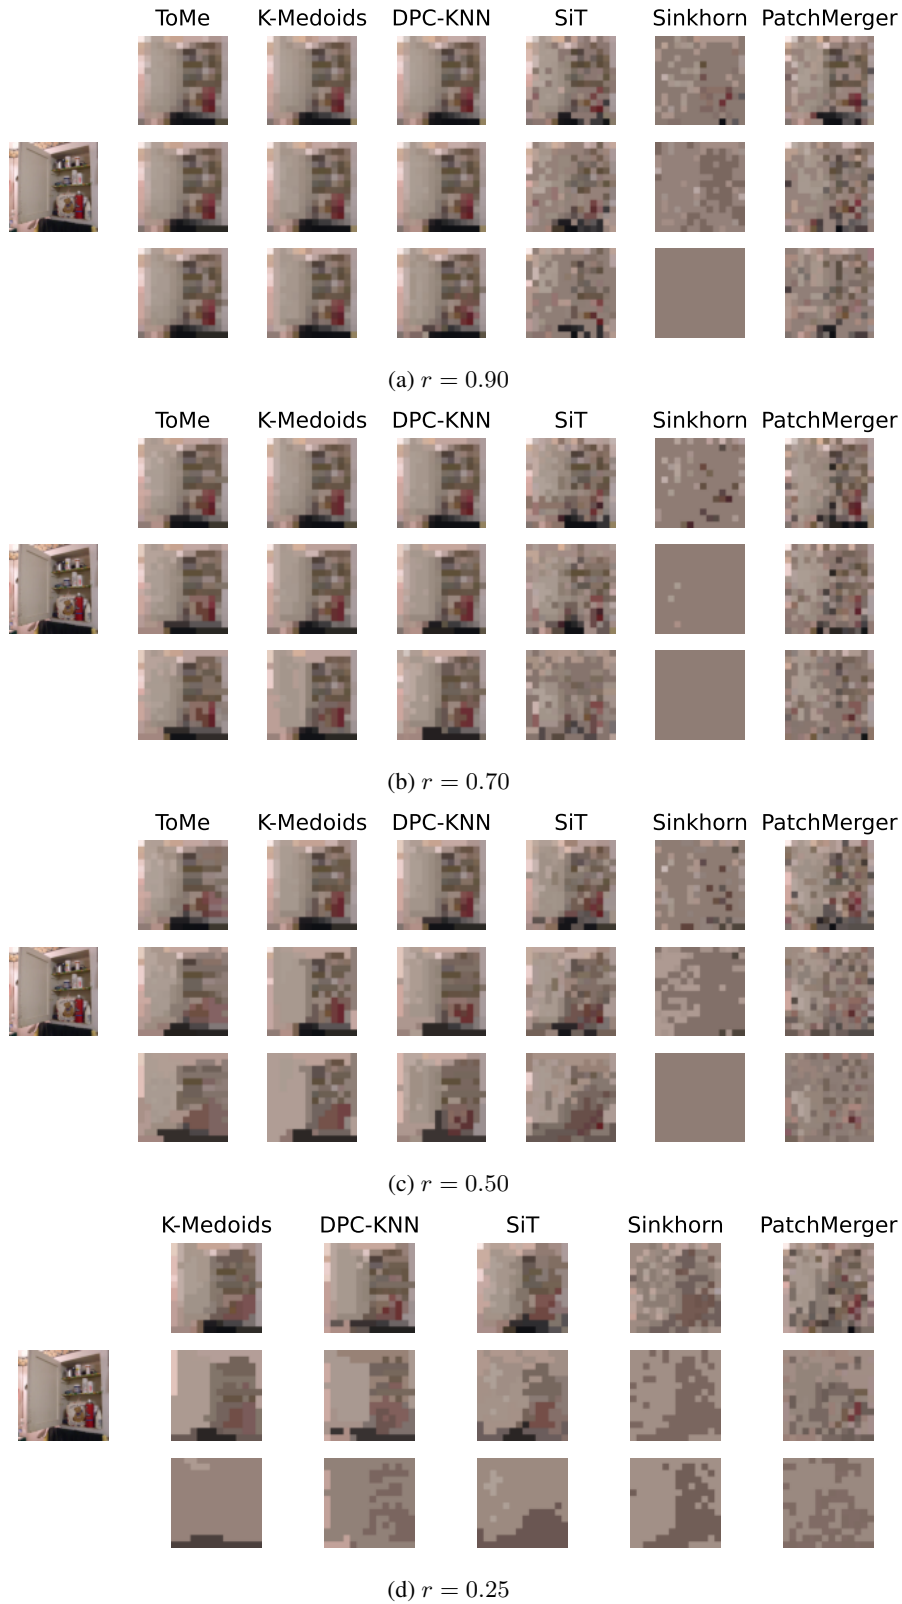 ToMe K-Medoids DPC-KNN SiT Sinkhorn PatchMerger
(a) r = 0.90
ToMe K-Medoids DPC-KNN SiT Sinkhorn PatchMerger
(b) r = 0.70
ToMe K-Medoids DPC-KNN SiT Sinkhorn PatchMerger
(c) r = 0.50
K-Medoids DPC-KNN SiT Sinkhorn PatchMerger
(d) r = 0.25